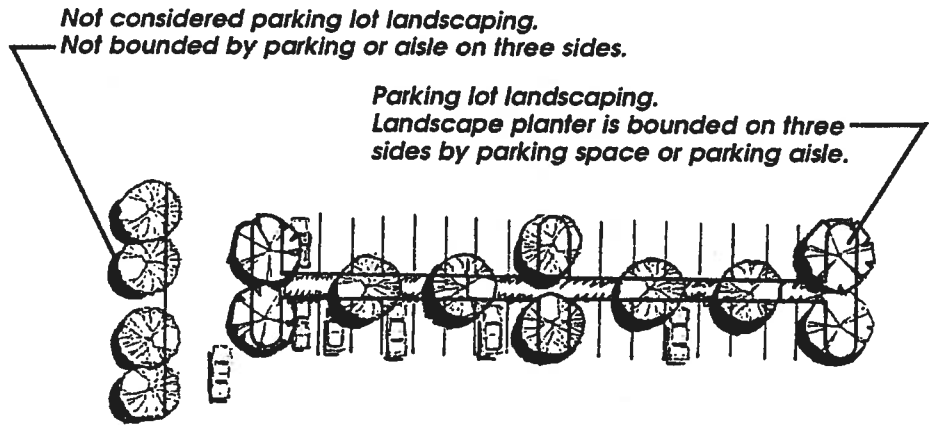 Not considered parking lot landscaping.
Not bounded by parking or aisle on three sides.
Parking lot landscaping.
Landscape planter is bounded on three
sides by parking space or parking aisle.